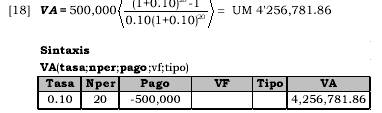 [18] VA = 500,000 ((1+0.10)²⁰-1 / 0.10(1+0.10)²⁰) = UM 4'256,781.86
Sintaxis
VA(tasa;nper;pago;vf;tipo)
Tasa Nper Pago VF Tipo VA
0.10 20 -500,000 4,256,781.86